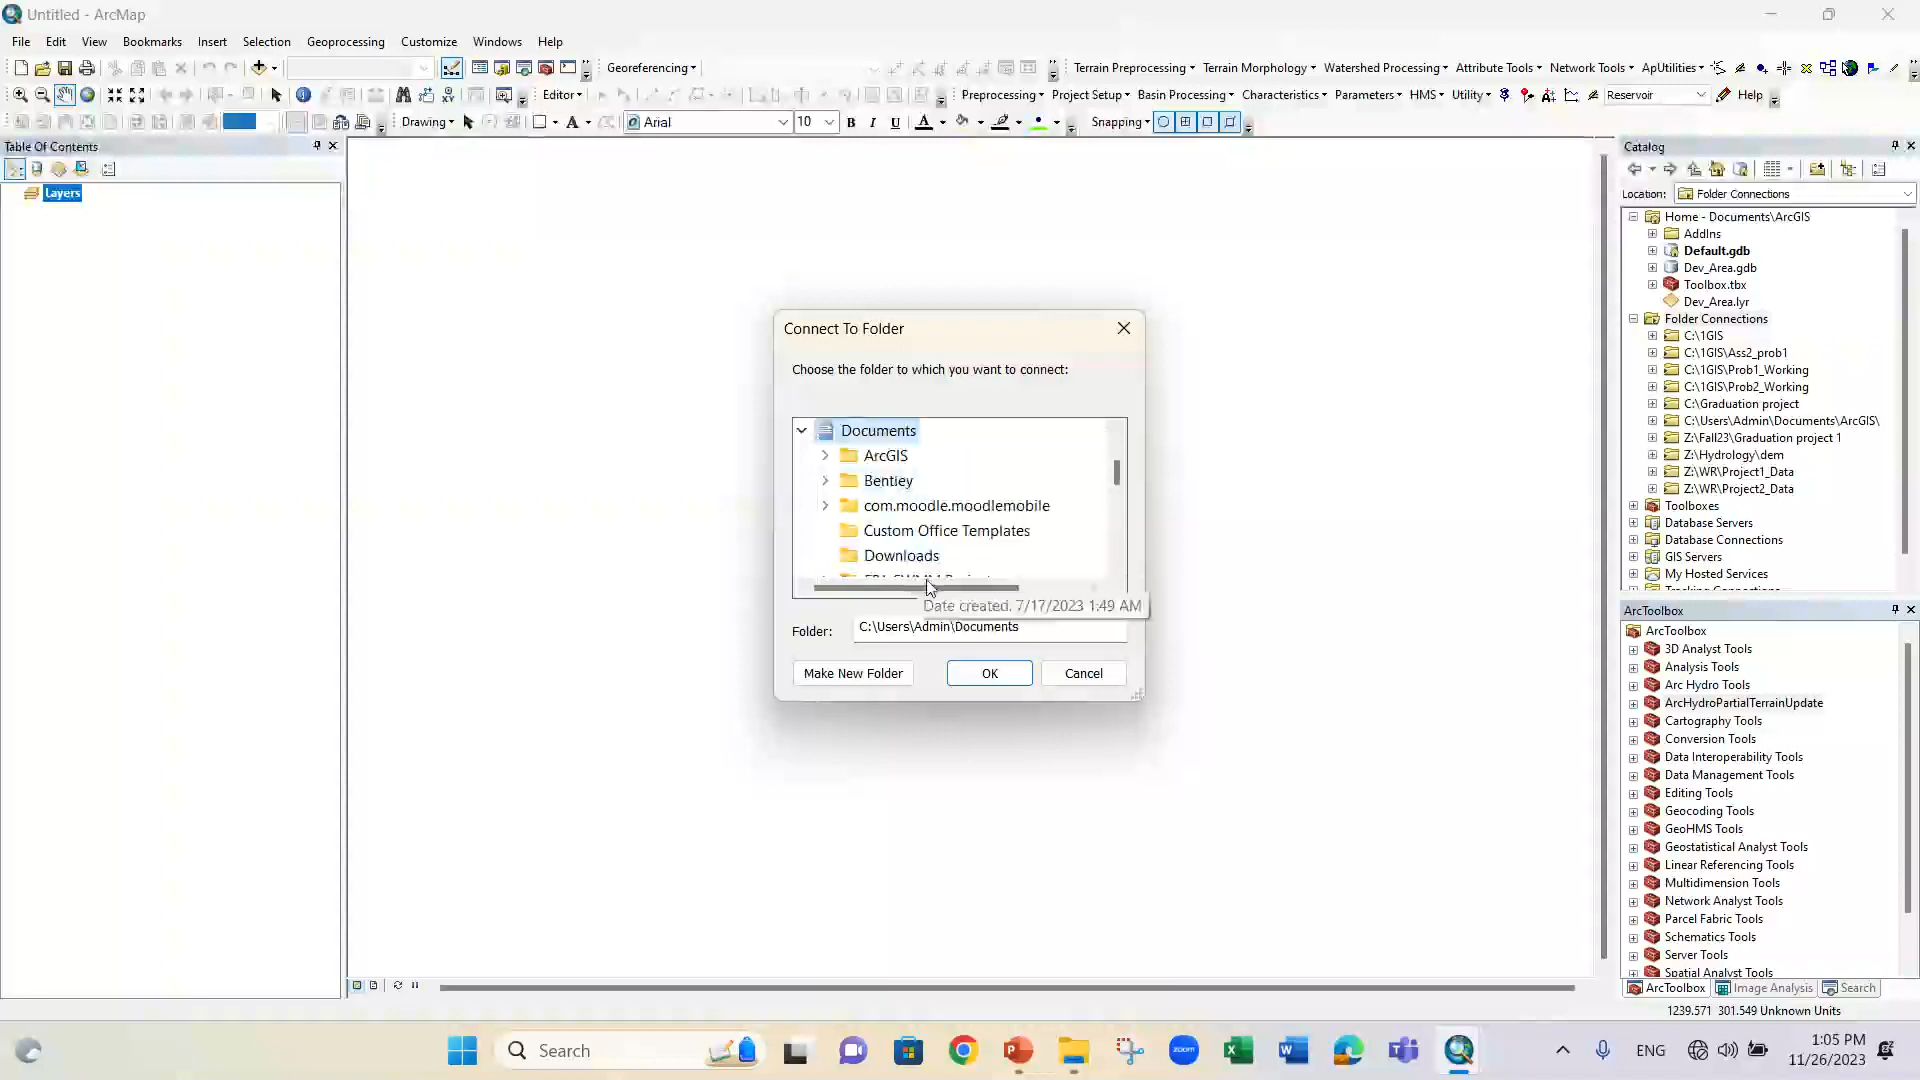 Untitled - ArcMap
File Edit View Bookmarks Insert Selection Geoprocessing Customize Windows Help
Georeferencing Terrain Preprocessing Terrain Morphology Watershed Processing Attribute Tools Network Tools ApUtilities
Editor Preprocessing Project Setup Basin Processing Characteristics Parameters HMS Utility Reservoir Help
Drawing A Arial 10 B I U A Snapping
Table Of Contents
Layers
Connect To Folder
Choose the folder to which you want to connect:
Documents
ArcGIS
Bentley
com.moodle.moodlemobile
Custom Office Templates
Downloads
Date created: 7/17/2023 1:49 AM
Folder: C:\Users\Admin\Documents
Make New Folder OK Cancel
Catalog
Location: Folder Connections
Home - Documents\ArcGIS
AddIns
Default.gdb
Dev_Area.gdb
Toolbox.tbx
Dev_Area.lyr
Folder Connections
C:\1GIS
C:\1GIS\Ass2_prob1
C:\1GIS\Prob1_Working
C:\1GIS\Prob2_Working
C:\Graduation project
C:\Users\Admin\Documents\ArcGIS\
Z:\Fall23\Graduation project 1
Z:\Hydrology\dem
Z:\WR\Project1_Data
Z:\WR\Project2_Data
Toolboxes
Database Servers
Database Connections
GIS Servers
My Hosted Services
ArcToolbox
ArcToolbox
3D Analyst Tools
Analysis Tools
Arc Hydro Tools
ArcHydroPartialTerrainUpdate
Cartography Tools
Conversion Tools
Data Interoperability Tools
Data Management Tools
Editing Tools
Geocoding Tools
GeoHMS Tools
Geostatistical Analyst Tools
Linear Referencing Tools
Multidimension Tools
Network Analyst Tools
Parcel Fabric Tools
Schematics Tools
Server Tools
Spatial Analyst Tools
ArcToolbox Image Analysis Search
1239.571 301.549 Unknown Units
Search
zoom
ENG
1:05 PM
11/26/2023